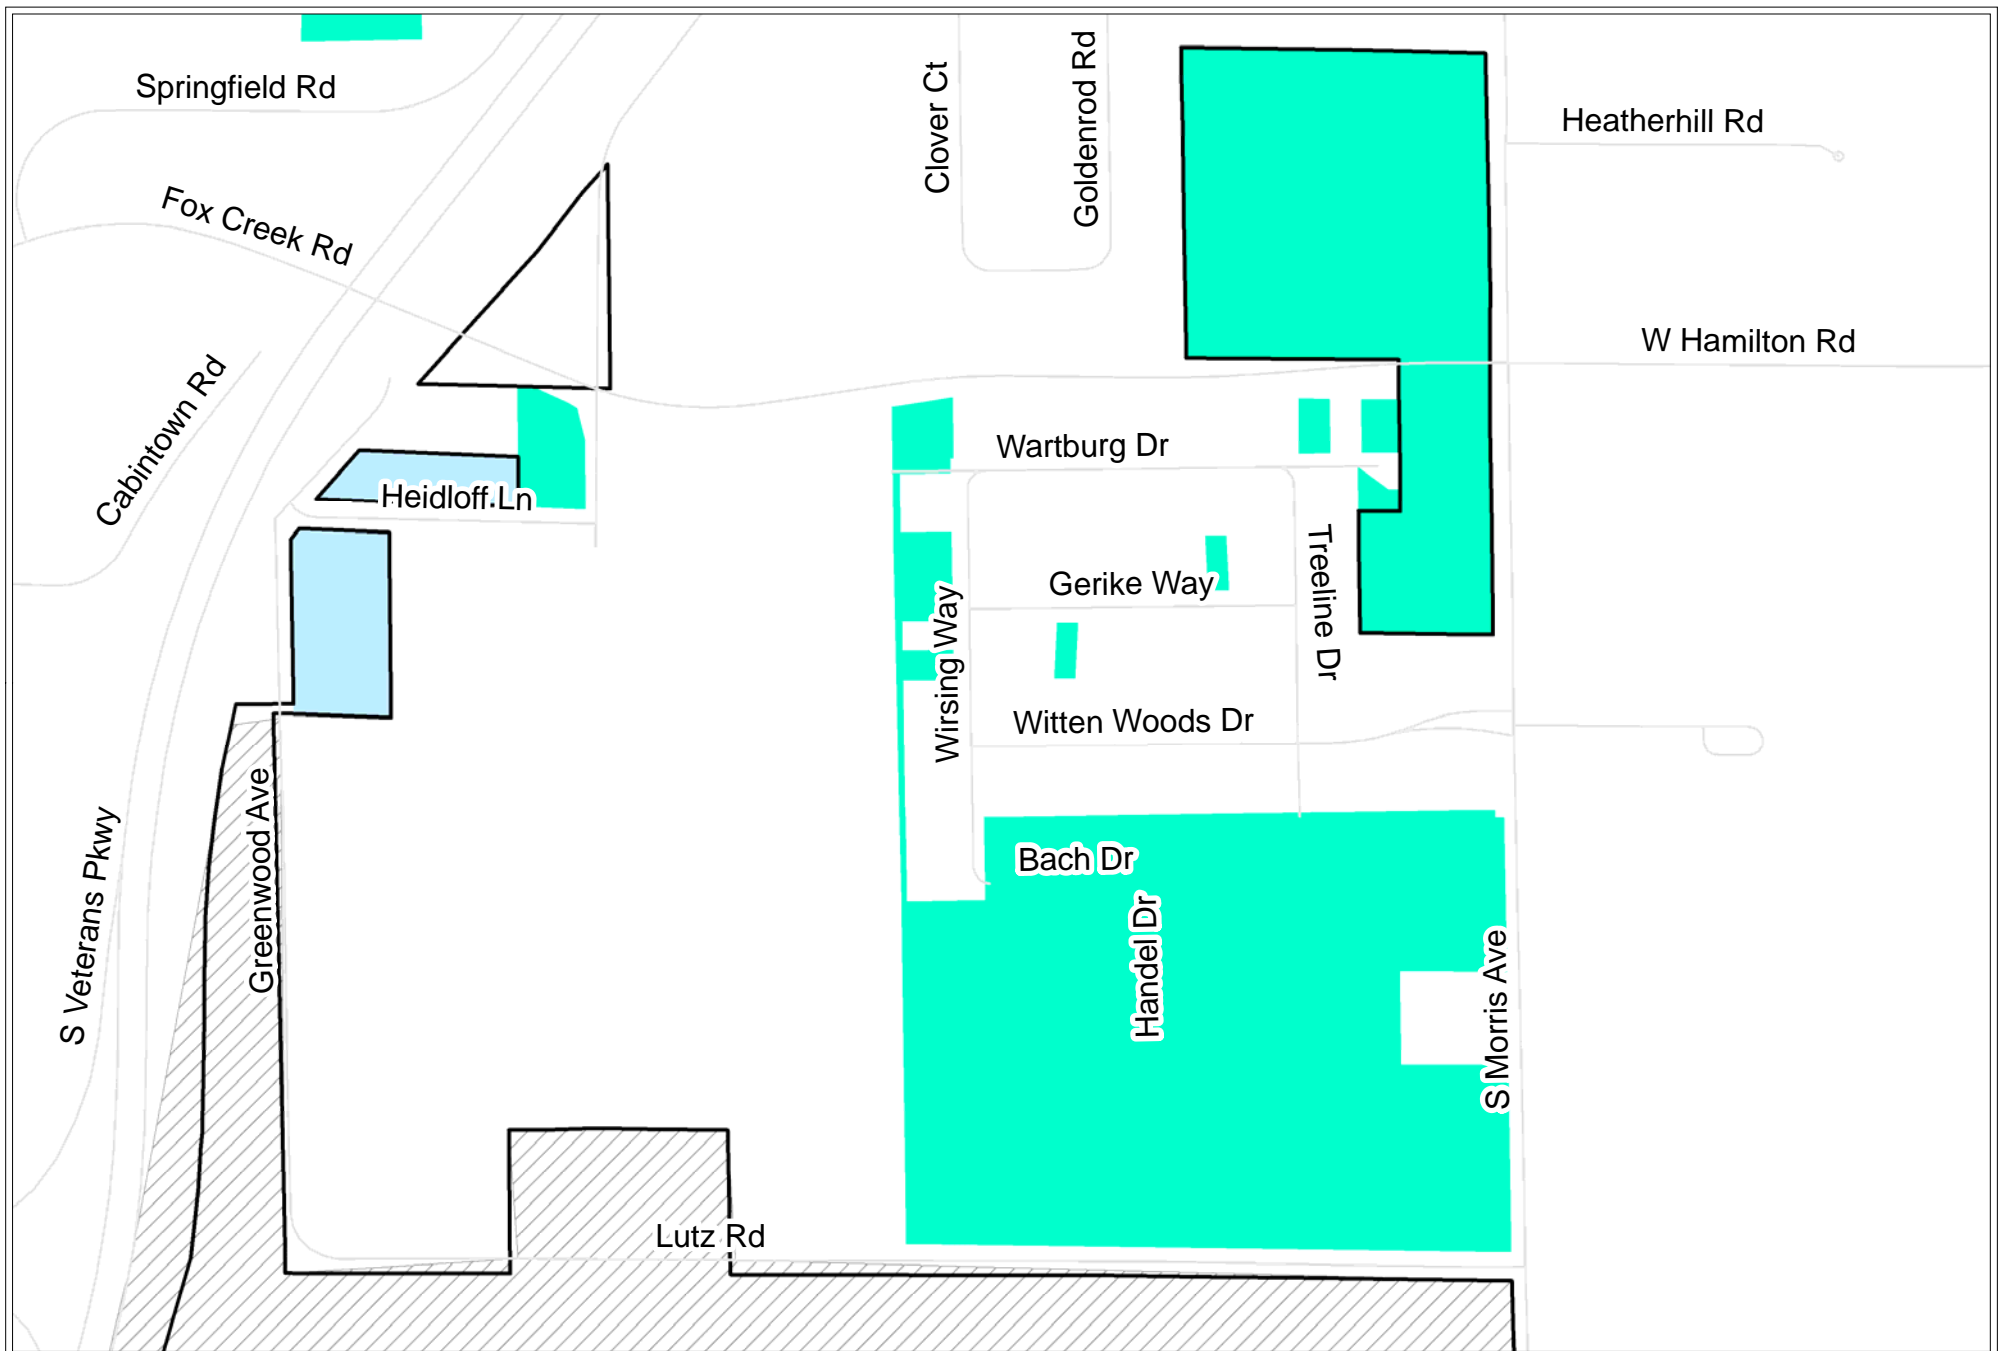 Springfield Rd
Clover Ct
Goldenrod Rd
Heatherhill Rd
Fox Creek Rd
W Hamilton Rd
Cabintown Rd
Wartburg Dr
Heidloff Ln
Treeline Dr
Gerike Way
Wirsing Way
Witten Woods Dr
Greenwood Ave
S Veterans Pkwy
Bach Dr
Handel Dr
S Morris Ave
Lutz Rd